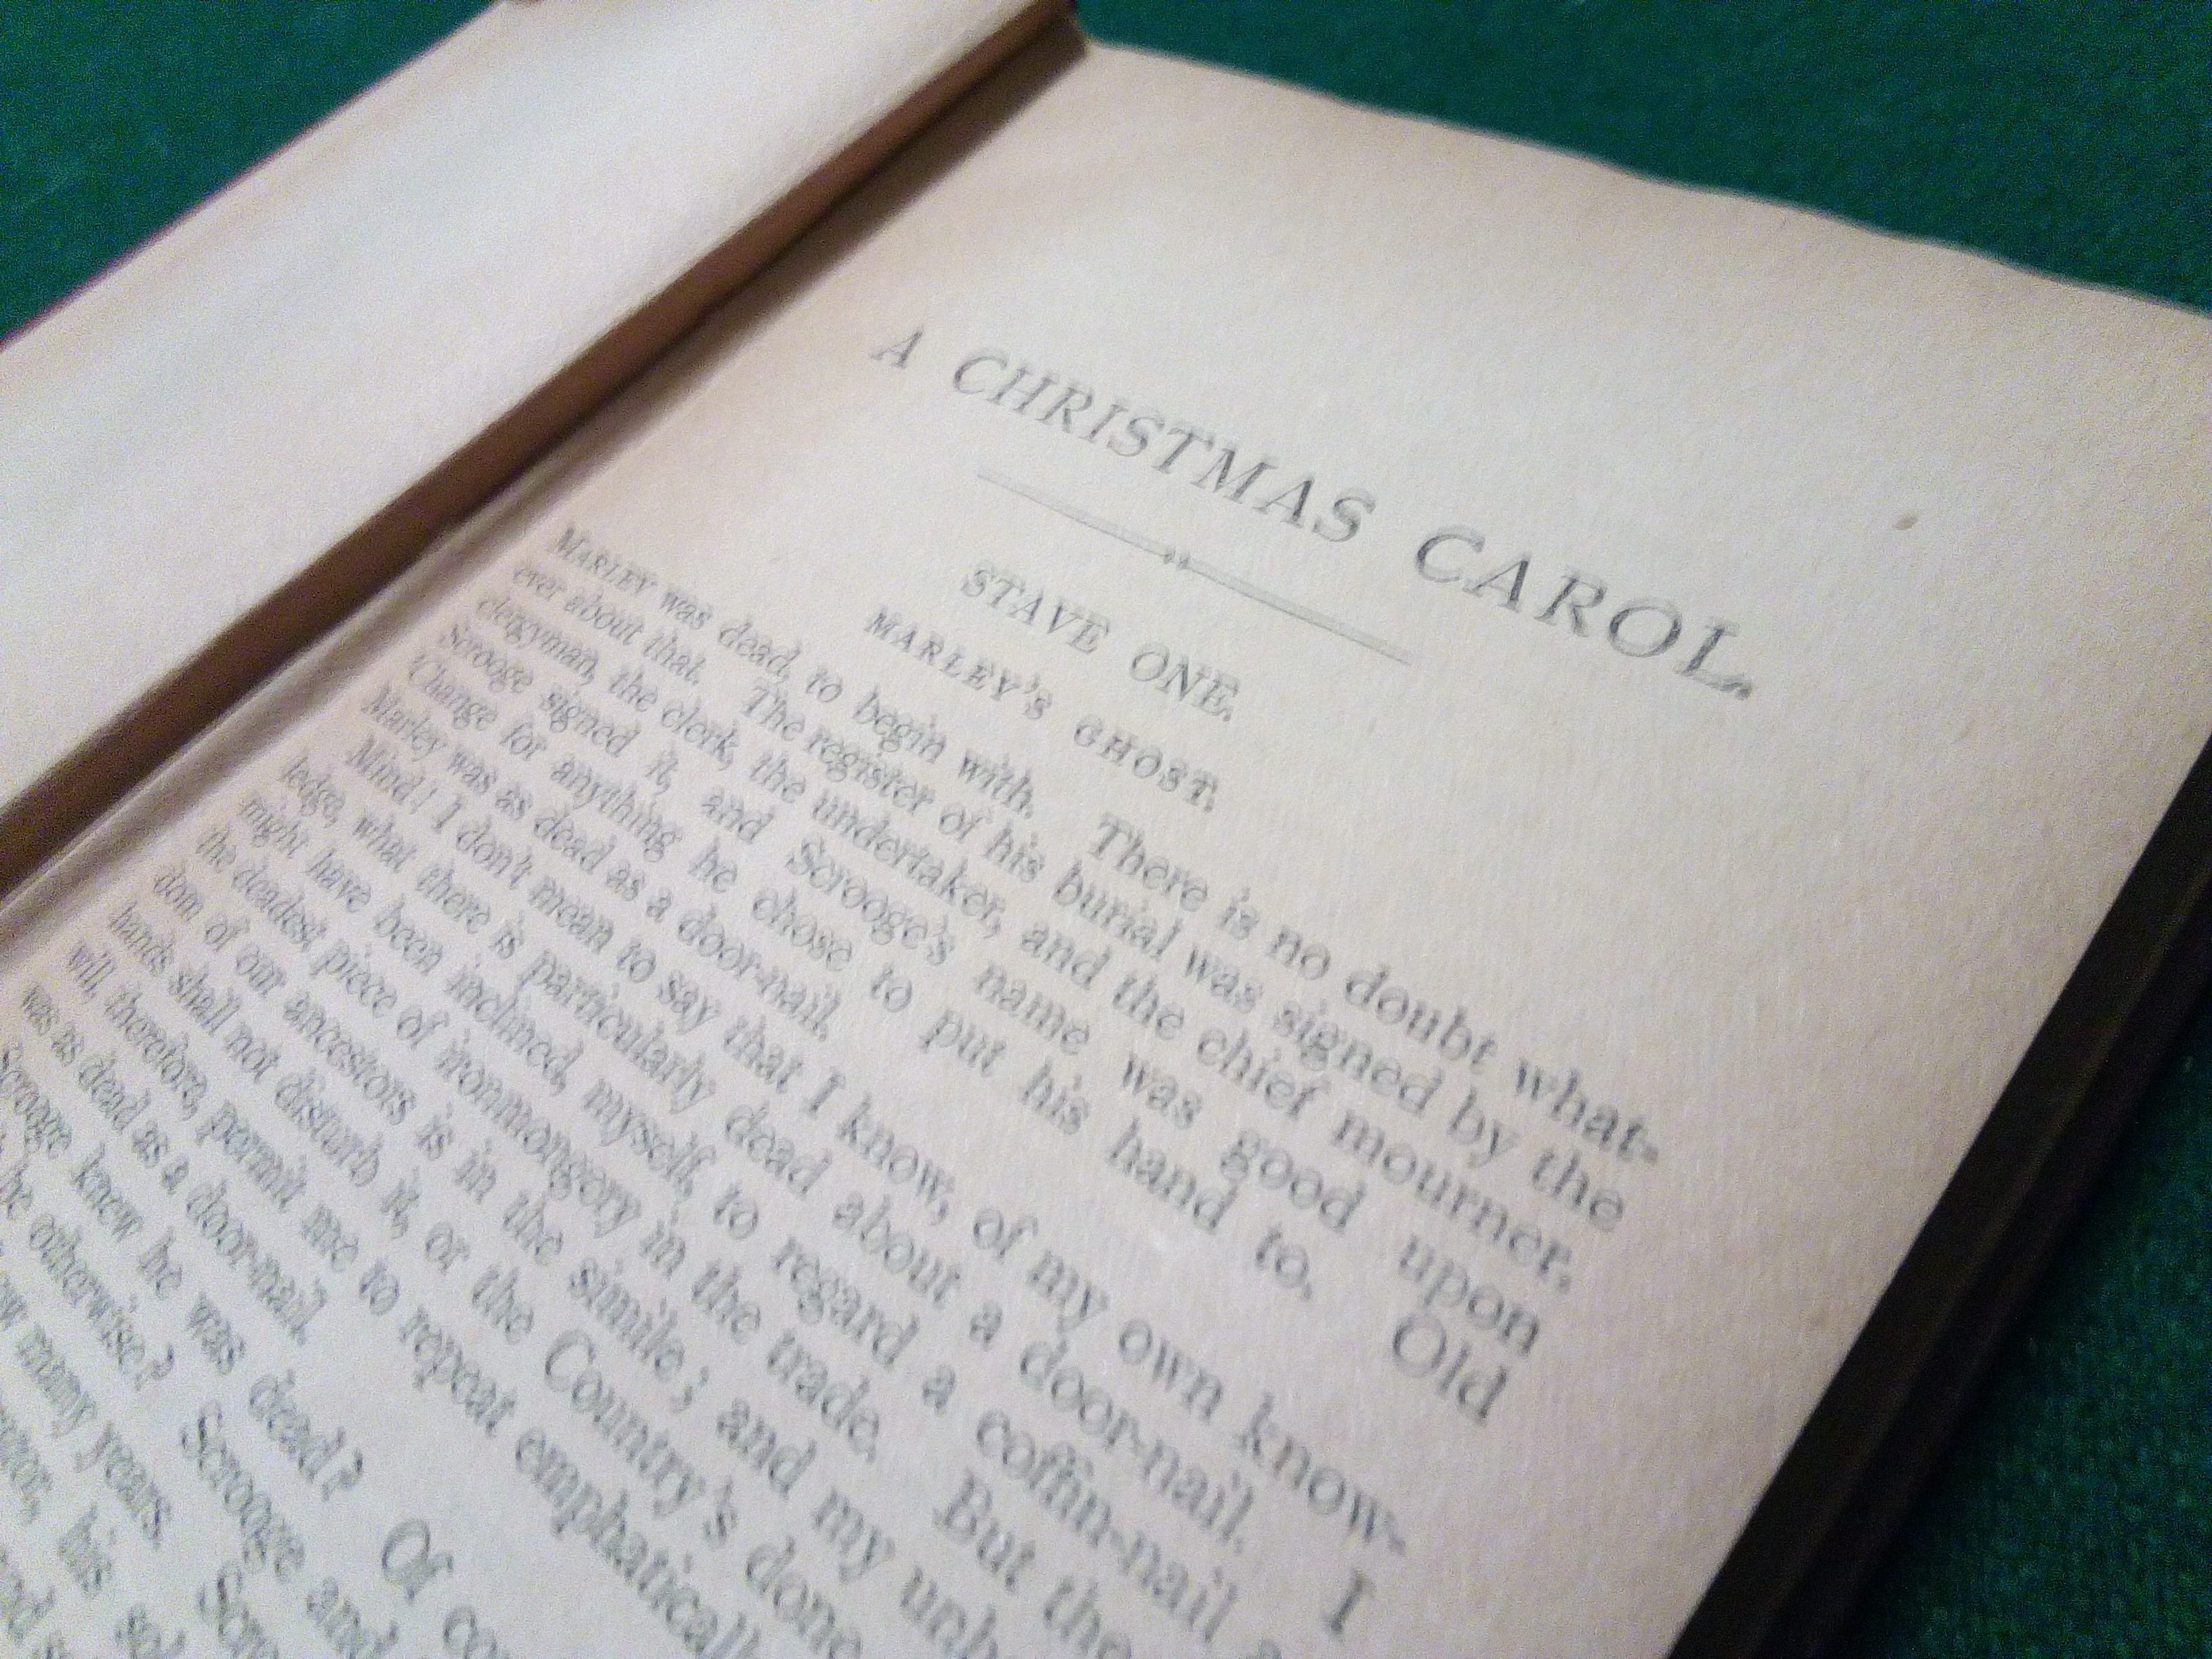 A CHRISTMAS CAROL.
STAVE ONE.
MARLEY'S GHOST.
MARLEY was dead, to begin with. There is no doubt what-
ever about that. The register of his burial was signed by the
clergyman, the clerk, the undertaker, and the chief mourner.
Scrooge signed it, and Scrooge's name was good upon
'Change for anything he chose to put his hand to. Old
Marley was as dead as a door-nail.
Mind! I don't mean to say that I know, of my own know-
ledge, what there is particularly dead about a door-nail. I
might have been inclined, myself, to regard a coffin-nail
the deadest piece of ironmongery in the trade. But the
dom of our ancestors is in the simile; and my
hands shall not disturb it, or the Country's done
will, therefore, permit me to repeat
was as dead as a door-nail.
Scrooge knew he was dead? Of
be otherwise? Scrooge and
many years.
his